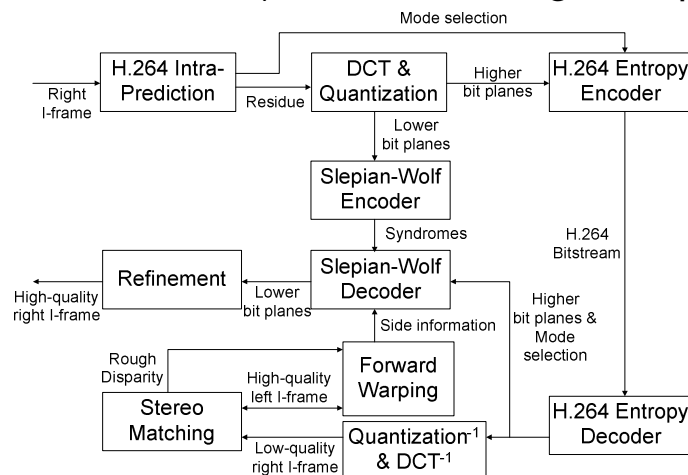 Mode selection
H.264 Intra-
Prediction
DCT &
Quantization
H.264 Entropy
Encoder
Right
I-frame
Residue
Higher
bit planes
Lower
bit planes
Slepian-Wolf
Encoder
Syndromes
H.264
Bitstream
Refinement
Slepian-Wolf
Decoder
High-quality
right I-frame
Lower
bit planes
Higher
bit planes &
Mode
selection
Side information
Rough
Disparity
High-quality
left I-frame
Forward
Warping
Stereo
Matching
H.264 Entropy
Decoder
Low-quality
right I-frame
Quantization⁻¹
& DCT⁻¹